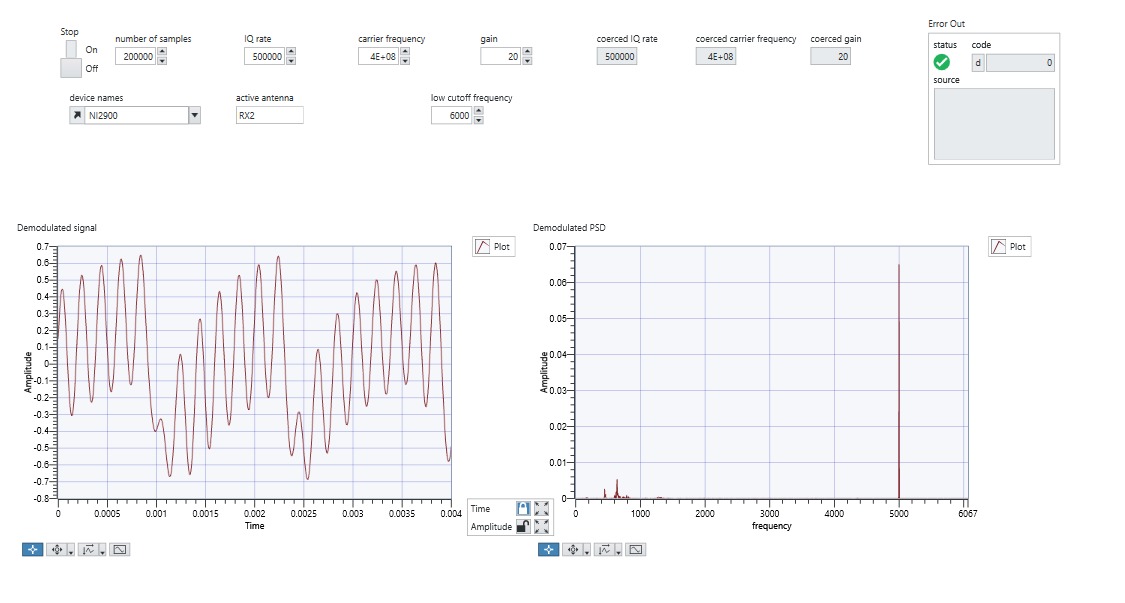 Stop
On
Off
number of samples
200000
IQ rate
500000
carrier frequency
4E+08
gain
20
coerced IQ rate
500000
coerced carrier frequency
4E+08
coerced gain
20
Error Out
status
code
d
0
source
device names
NI2900
active antenna
RX2
low cutoff frequency
6000
Demodulated signal
Plot
0.7
0.6
0.5
0.4
0.3
0.2
0.1
0
-0.1
-0.2
-0.3
-0.4
-0.5
-0.6
-0.7
-0.8
Amplitude
0 0.0005 0.001 0.0015 0.002 0.0025 0.003 0.0035 0.004
Time
Time
Amplitude
Demodulated PSD
Plot
0.07
0.06
0.05
0.04
0.03
0.02
0.01
0
Amplitude
0 1000 2000 3000 4000 5000
frequency